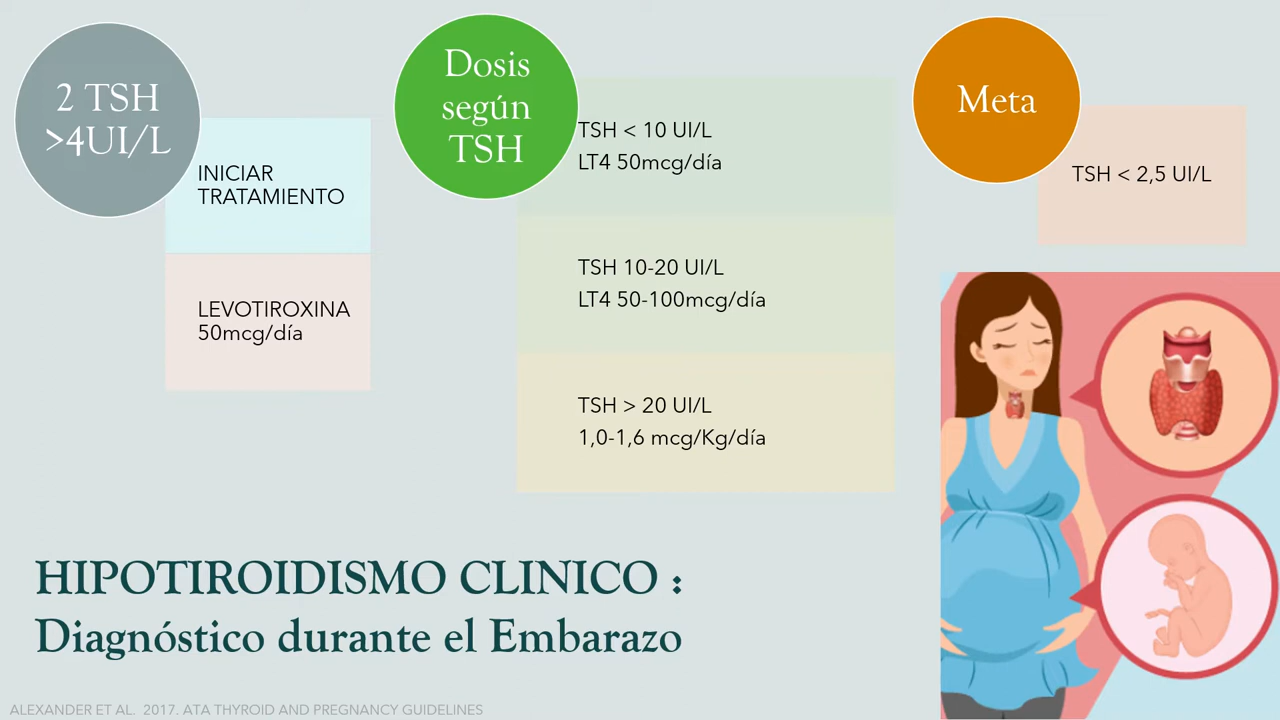 2 TSH
>4UI/L
INICIAR
TRATAMIENTO
LEVOTIROXINA
50mcg/día
Dosis
según
TSH
TSH < 10 UI/L
LT4 50mcg/día
TSH 10-20 UI/L
LT4 50-100mcg/día
TSH > 20 UI/L
1,0-1,6 mcg/Kg/día
Meta
TSH < 2,5 UI/L
HIPOTIROIDISMO CLINICO :
Diagnóstico durante el Embarazo
ALEXANDER ET AL. 2017. ATA THYROID AND PREGNANCY GUIDELINES